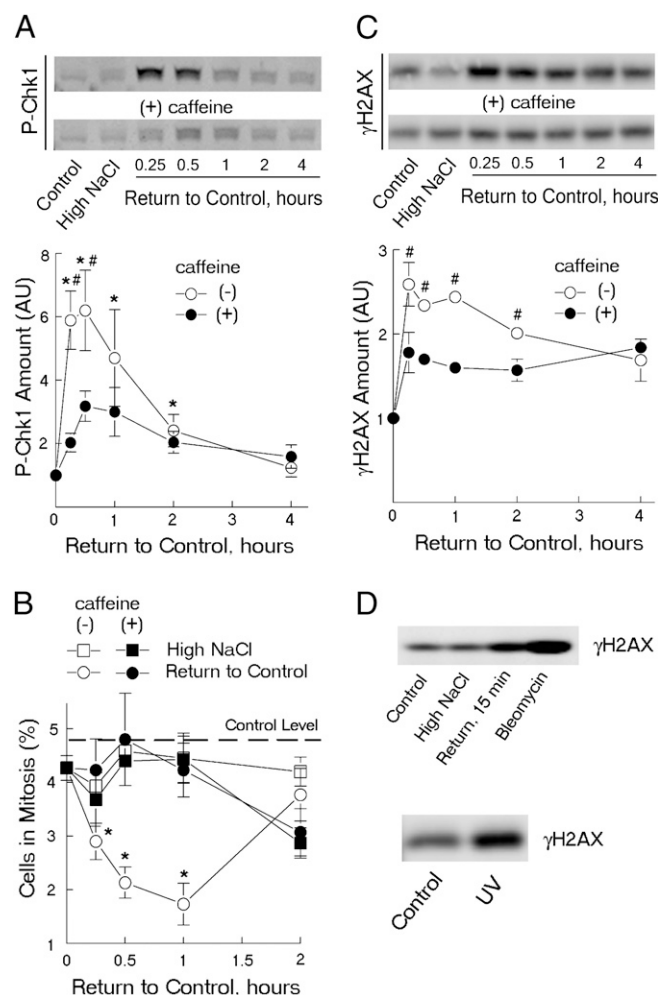 A
P-Chk1
(+) caffeine
Control
High NaCl
0.25 0.5 1 2 4
Return to Control, hours
P-Chk1 Amount (AU)
8
6
4
2
* # * # * *
caffeine
(-)
(+)
0 1 2 3 4
Return to Control, hours
C
γH2AX
(+) caffeine
Control
High NaCl
0.25 0.5 1 2 4
Return to Control, hours
γH2AX Amount (AU)
3
2
1
# # # #
caffeine
(-)
(+)
0 1 2 3 4
Return to Control, hours
B
caffeine
(-) (+)
High NaCl
Return to Control
Control Level
Cells in Mitosis (%)
5
4
3
2
1
* * *
0 0.5 1 1.5 2
Return to Control, hours
D
γH2AX
Control
High NaCl
Return, 15 min
Bleomycin
γH2AX
Control
UV